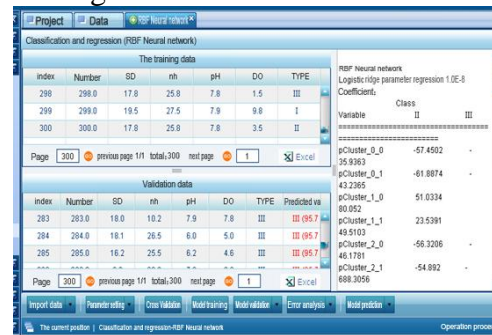 Project Data RBF Neural network
Classification and regression (RBF Neural network)
The training data
index Number SD nh pH DO TYPE
298 298.0 17.8 25.8 7.8 1.5 III
299 299.0 19.5 27.5 7.9 9.8 I
300 300.0 17.8 25.8 7.8 3.5 II
Page 300 previous page 1/1 total:300 next page 1 Excel
Validation data
index Number SD nh pH DO TYPE Predicted va
283 283.0 18.0 10.2 7.9 7.8 III III (95.7
284 284.0 18.1 26.5 6.0 5.0 III III (95.7
285 285.0 16.2 25.5 6.2 4.6 III III (95.7
Page 300 previous page 1/1 total:300 next page 1 Excel
RBF Neural network
Logistic ridge parameter regression 1.0E-8
Coefficient:
Class
Variable II III
====================================
========================
pCluster_0_0 -57.4502 -
35.9363
pCluster_0_1 -61.8874 -
43.2365
pCluster_1_0 51.0334
80.052
pCluster_1_1 23.5391
49.5103
pCluster_2_0 -56.3206 -
46.1781
pCluster_2_1 -54.892 -
688.3056
Import data Parameter setting Cross Validation Model training Model validation Error analysis Model prediction
The current position | Classification and regression-RBF Neural network Operation proce